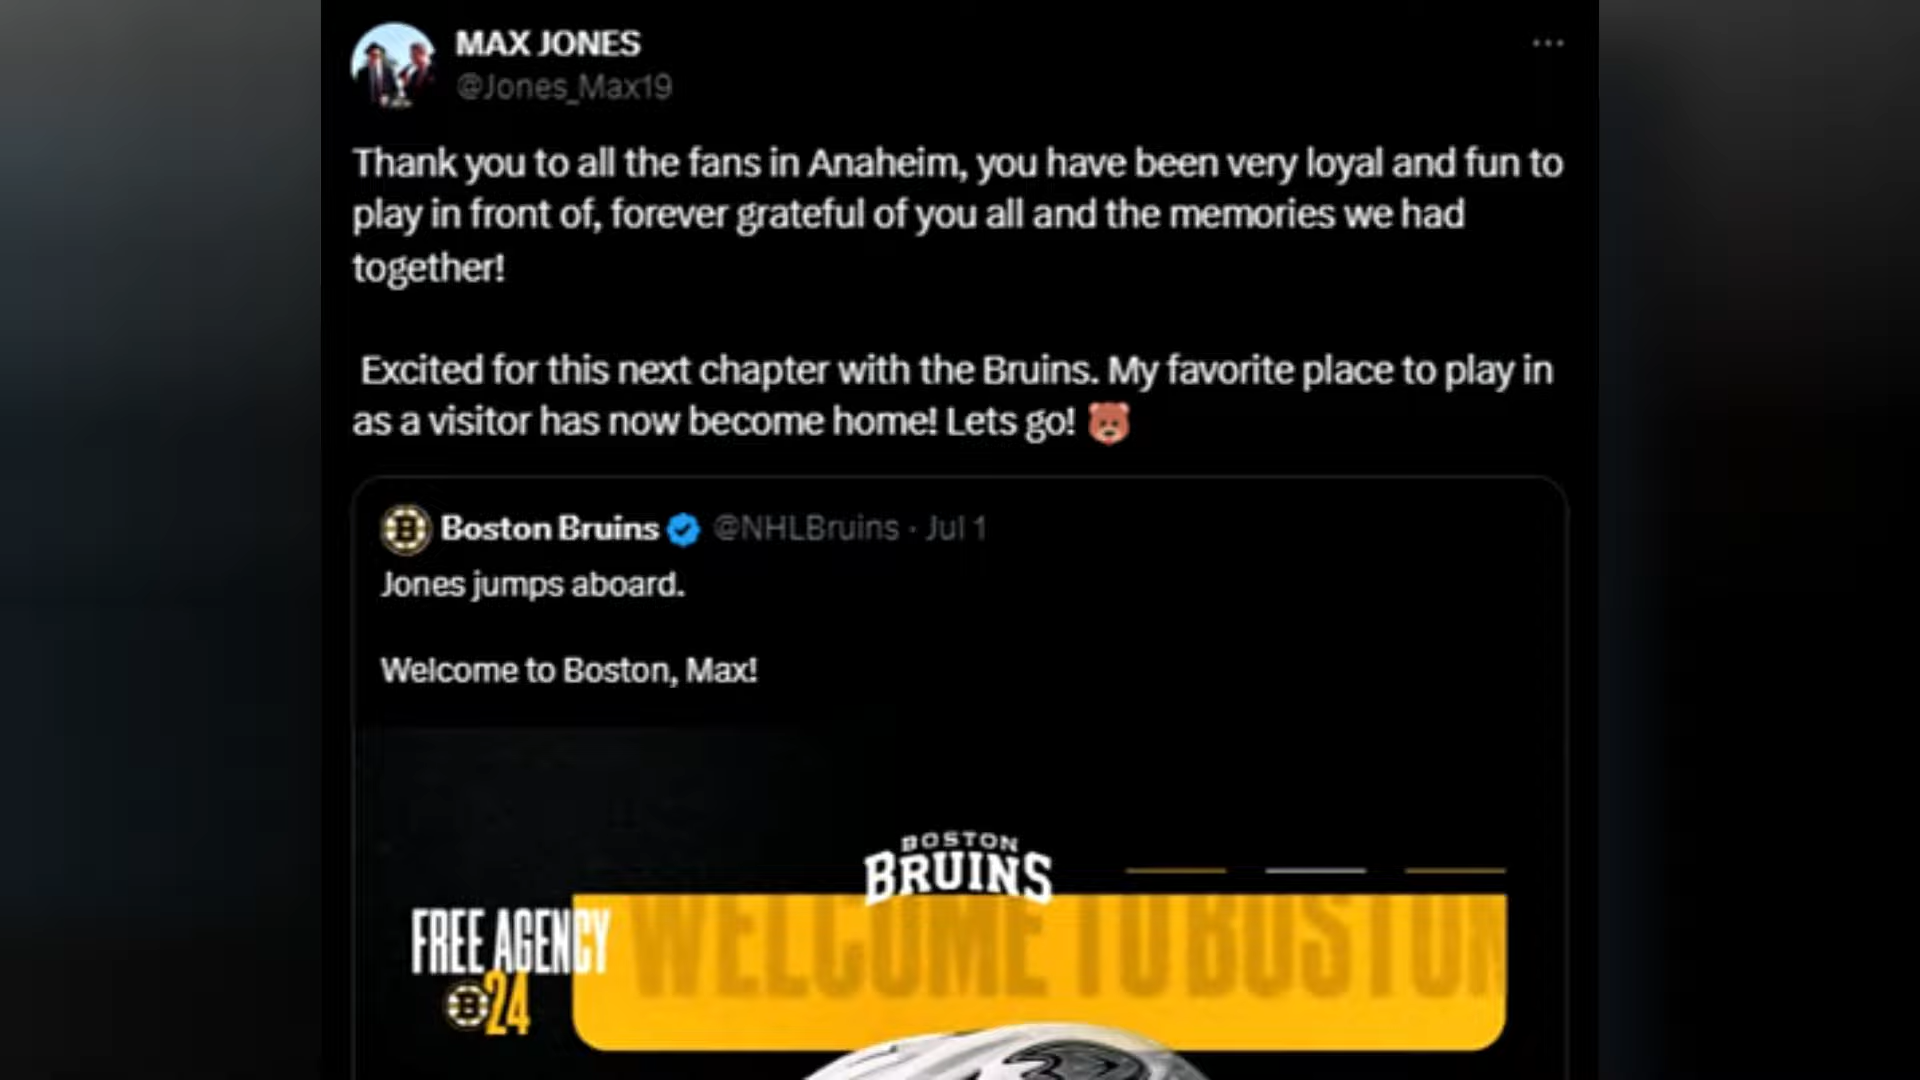 MAX JONES
@Jones_Max19
Thank you to all the fans in Anaheim, you have been very loyal and fun to
play in front of, forever grateful of you all and the memories we had
together!
Excited for this next chapter with the Bruins. My favorite place to play in
as a visitor has now become home! Lets go! 🐻
Boston Bruins @NHLBruins · Jul 1
Jones jumps aboard.
Welcome to Boston, Max!
BOSTON
BRUINS
WELCOME TO BOSTON
FREE AGENCY
B 24